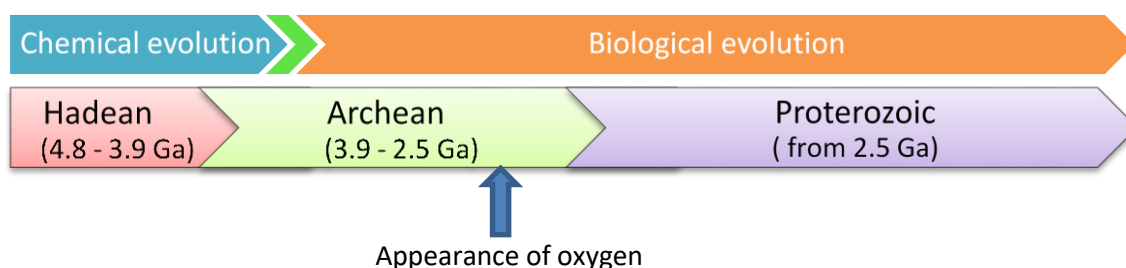 Chemical evolution
Biological evolution
Hadean
(4.8 - 3.9 Ga)
Archean
(3.9 - 2.5 Ga)
Proterozoic
( from 2.5 Ga)
Appearance of oxygen